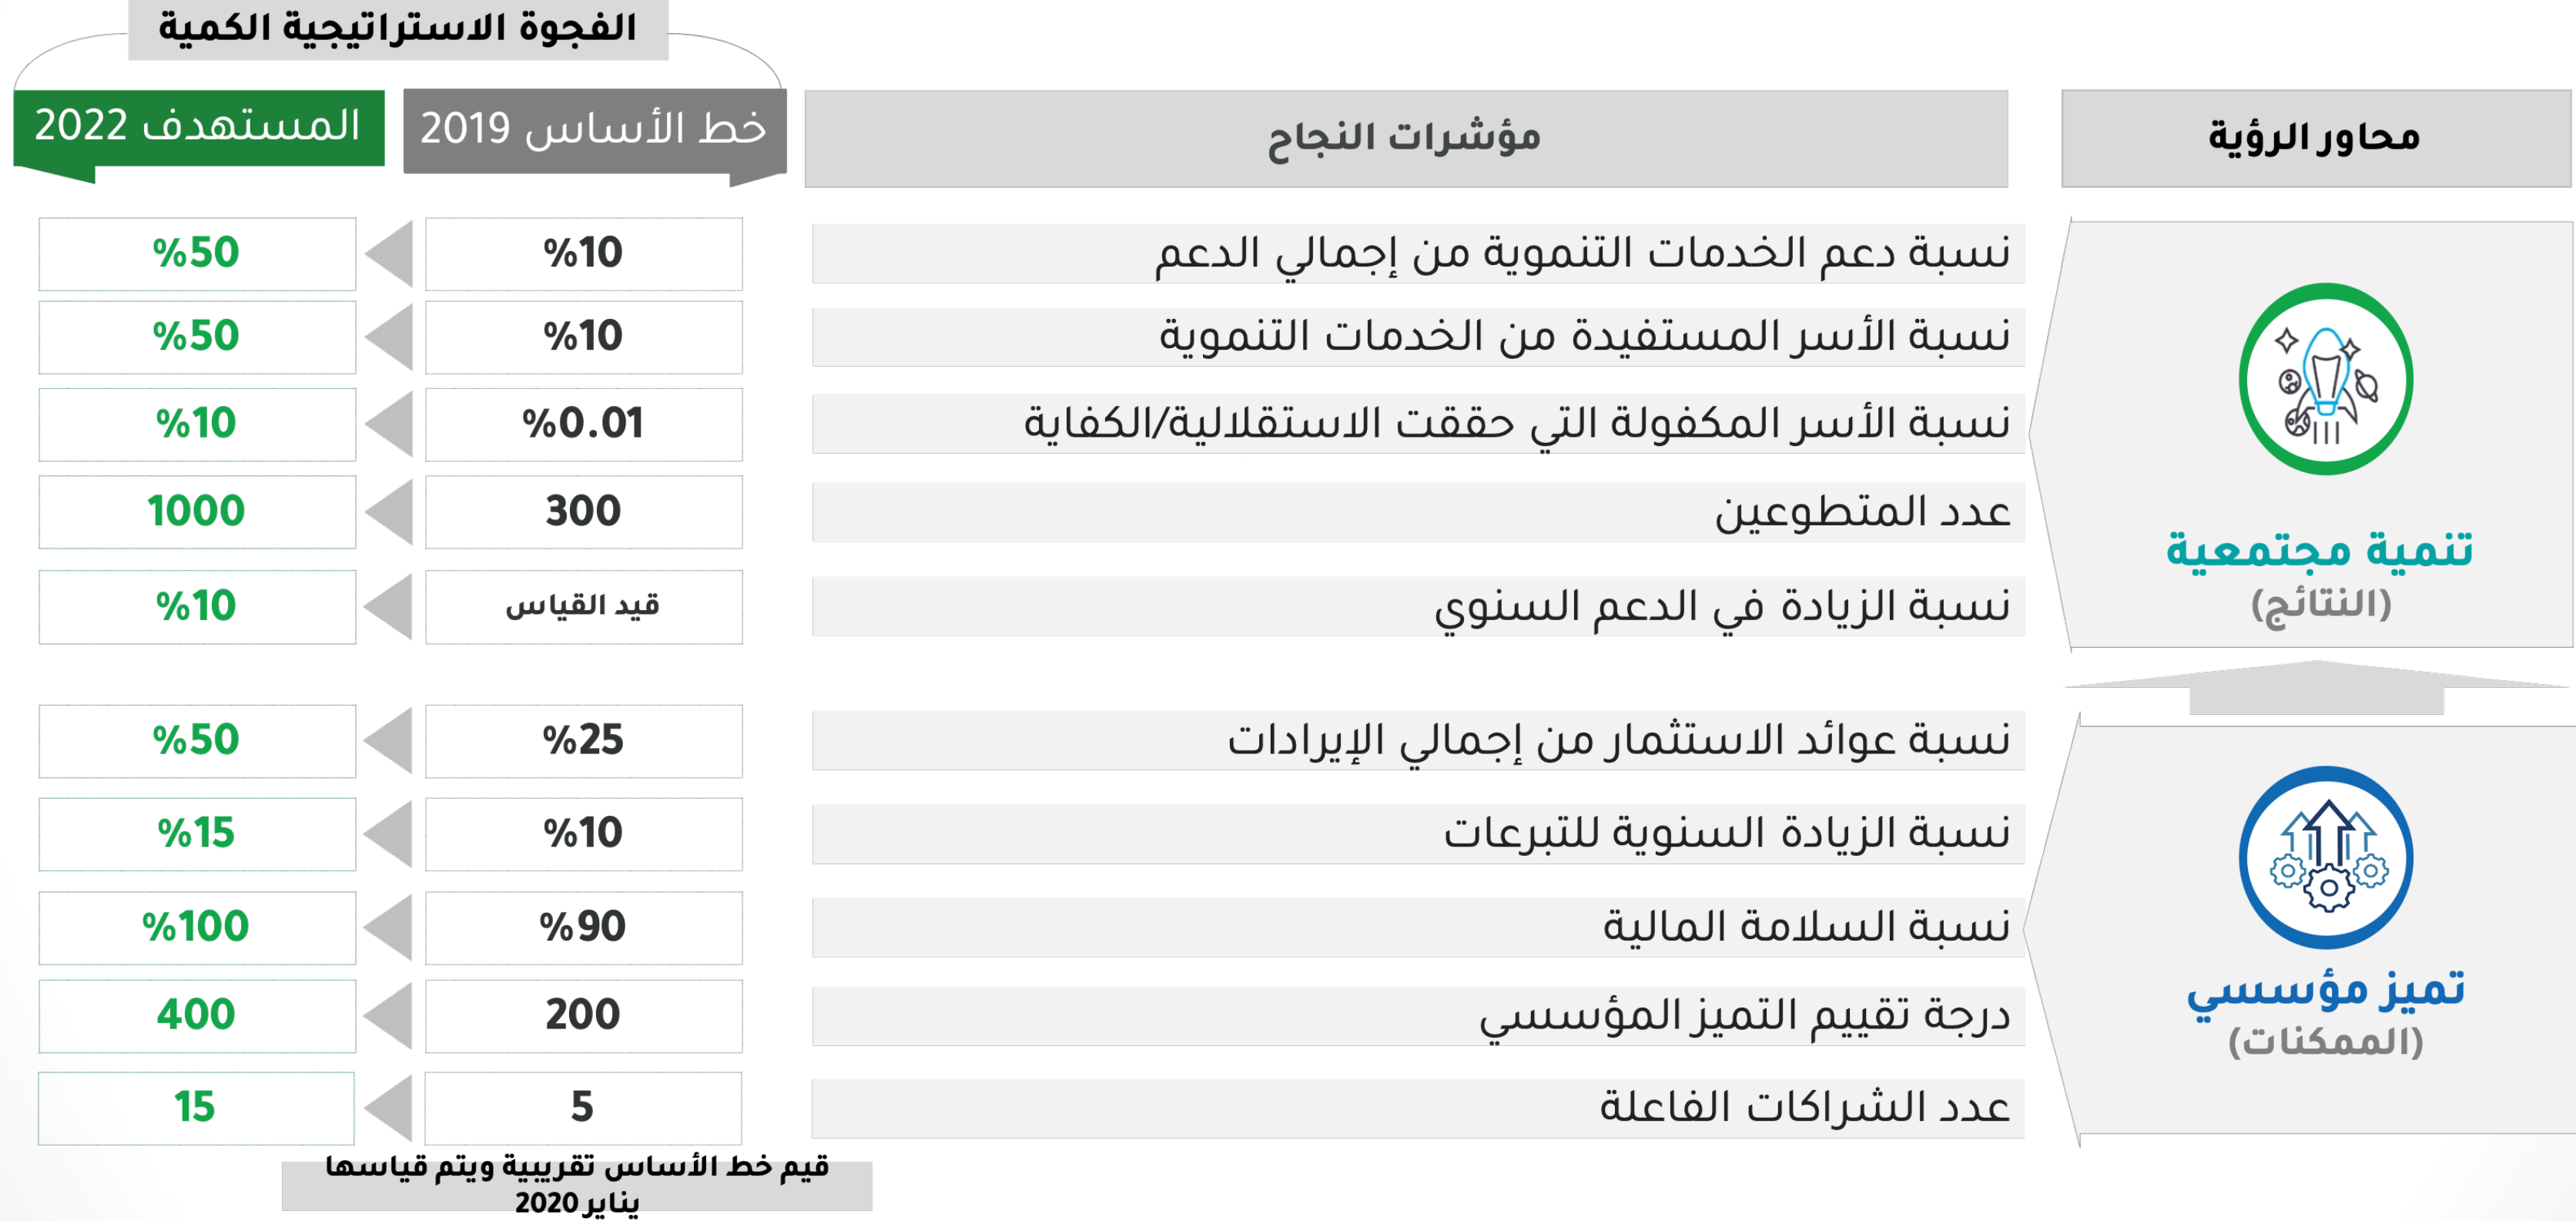 الفجوة الاستراتيجية الكمية
محاور الرؤية
مؤشرات النجاح
خط الأساس 2019
المستهدف 2022
تنمية مجتمعية
(النتائج)
نسبة دعم الخدمات التنموية من إجمالي الدعم
%10
%50
نسبة الأسر المستفيدة من الخدمات التنموية
%10
%50
نسبة الأسر المكفولة التي حققت الاستقلالية/الكفاية
%0.01
%10
عدد المتطوعين
300
1000
نسبة الزيادة في الدعم السنوي
قيد القياس
%10
تميز مؤسسي
(الممكنات)
نسبة عوائد الاستثمار من إجمالي الإيرادات
%25
%50
نسبة الزيادة السنوية للتبرعات
%10
%15
نسبة السلامة المالية
%90
%100
درجة تقييم التميز المؤسسي
200
400
عدد الشراكات الفاعلة
5
15
قيم خط الأساس تقريبية ويتم قياسها
يناير 2020